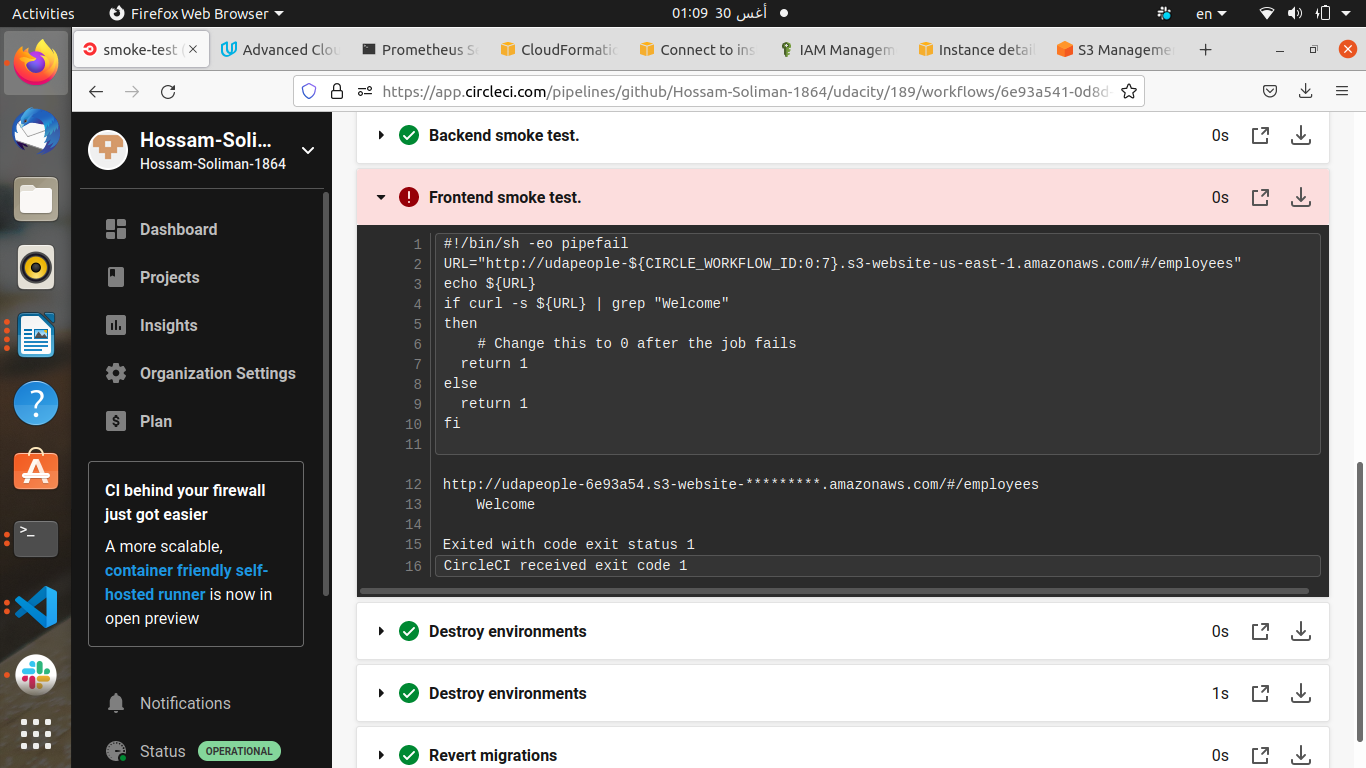 Activities
Firefox Web Browser
01:09 30 أغس
en
smoke-test (
Advanced Clou
Prometheus Se
CloudFormatio
Connect to ins
IAM Managem
Instance detail
S3 Manageme
https://app.circleci.com/pipelines/github/Hossam-Soliman-1864/udacity/189/workflows/6e93a541-0d8d-
Hossam-Soli...
Hossam-Soliman-1864
Dashboard
Projects
Insights
Organization Settings
Plan
CI behind your firewall
just got easier
A more scalable,
container friendly self-
hosted runner is now in
open preview
Notifications
Status OPERATIONAL
Backend smoke test. 0s
Frontend smoke test. 0s
1 #!/bin/sh -eo pipefail
2 URL="http://udapeople-${CIRCLE_WORKFLOW_ID:0:7}.s3-website-us-east-1.amazonaws.com/#/employees"
3 echo ${URL}
4 if curl -s ${URL} | grep "Welcome"
5 then
6 # Change this to 0 after the job fails
7 return 1
8 else
9 return 1
10 fi
11
12 http://udapeople-6e93a54.s3-website-*********.amazonaws.com/#/employees
13 Welcome
14
15 Exited with code exit status 1
16 CircleCI received exit code 1
Destroy environments 0s
Destroy environments 1s
Revert migrations 0s